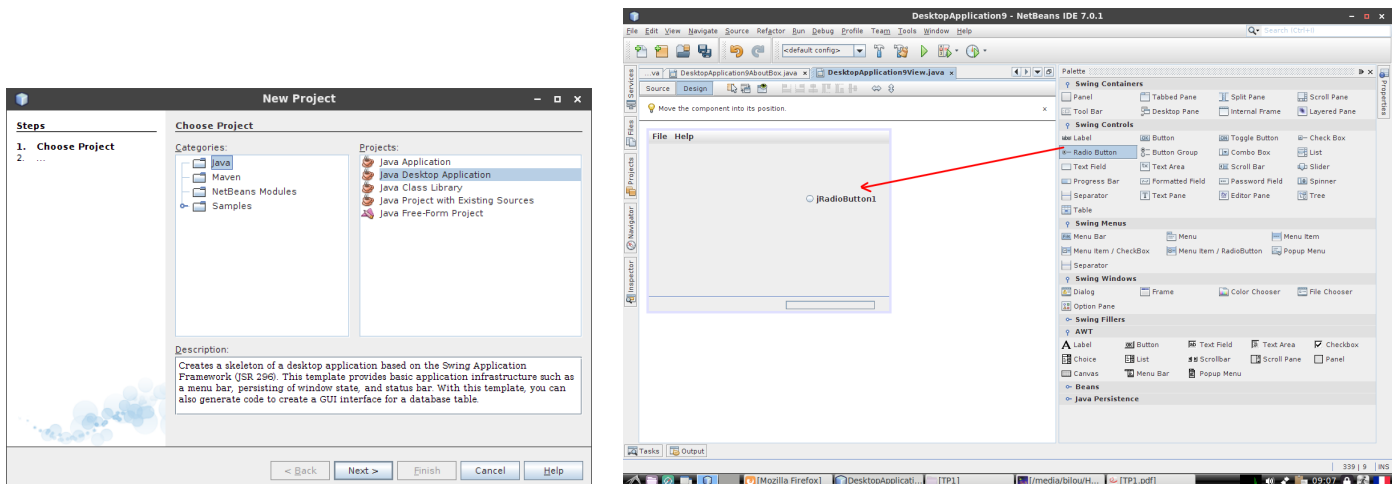 New Project
Steps
1. Choose Project
2. ...
Choose Project
Categories:
Java
Maven
NetBeans Modules
Samples
Projects:
Java Application
Java Desktop Application
Java Class Library
Java Project with Existing Sources
Java Free-Form Project
Description:
Creates a skeleton of a desktop application based on the Swing Application
Framework (JSR 296). This template provides basic application infrastructure such as
a menu bar, persisting of window state, and status bar. With this template, you can
also generate code to create a GUI interface for a database table.
< Back Next > Finish Cancel Help
DesktopApplication9 - NetBeans IDE 7.0.1
File Edit View Navigate Source Refactor Run Debug Profile Team Tools Window Help
Search (Ctrl+I)
<default config>
...va DesktopApplication9AboutBox.java x DesktopApplication9View.java x
Source Design
Move the component into its position.
Services
Files
Projects
Navigator
Inspector
File Help
jRadioButton1
Palette
Properties
Swing Containers
Panel Tabbed Pane Split Pane Scroll Pane
Tool Bar Desktop Pane Internal Frame Layered Pane
Swing Controls
label Label Button Toggle Button Check Box
Radio Button Button Group Combo Box List
Text Field Text Area Scroll Bar Slider
Progress Bar Formatted Field Password Field Spinner
Separator Text Pane Editor Pane Tree
Table
Swing Menus
Menu Bar Menu Menu Item
Menu Item / CheckBox Menu Item / RadioButton Popup Menu
Separator
Swing Windows
Dialog Frame Color Chooser File Chooser
Option Pane
Swing Fillers
AWT
Label Button Text Field Text Area Checkbox
Choice List Scrollbar Scroll Pane Panel
Canvas Menu Bar Popup Menu
Beans
Java Persistence
Tasks Output
339 | 9 INS
[Mozilla Firefox] DesktopApplicati... [TP1] [/media/bilou/H... [TP1.pdf] 09:07